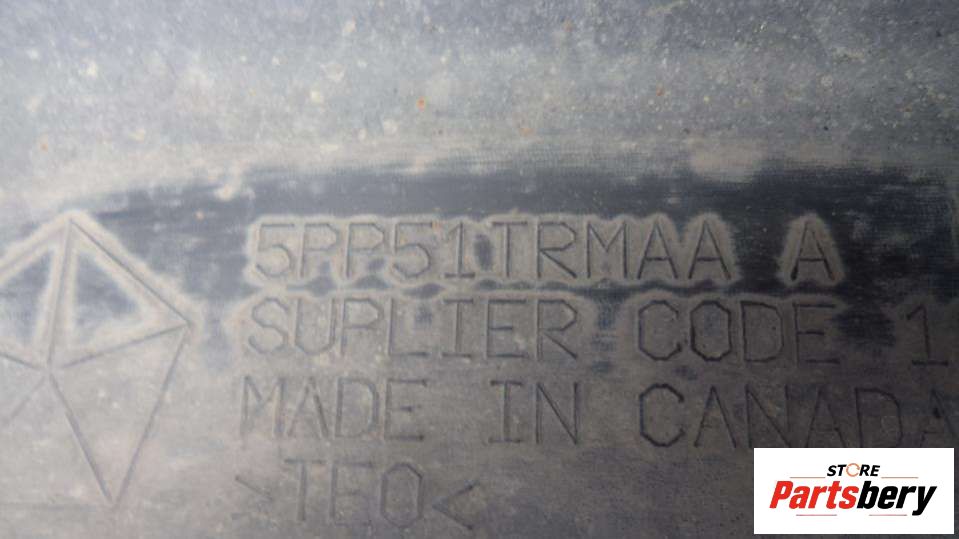 5PP51TRMAA A
SUPLIER CODE 1
MADE IN CANADA
>TEO<
STORE
Partsbery